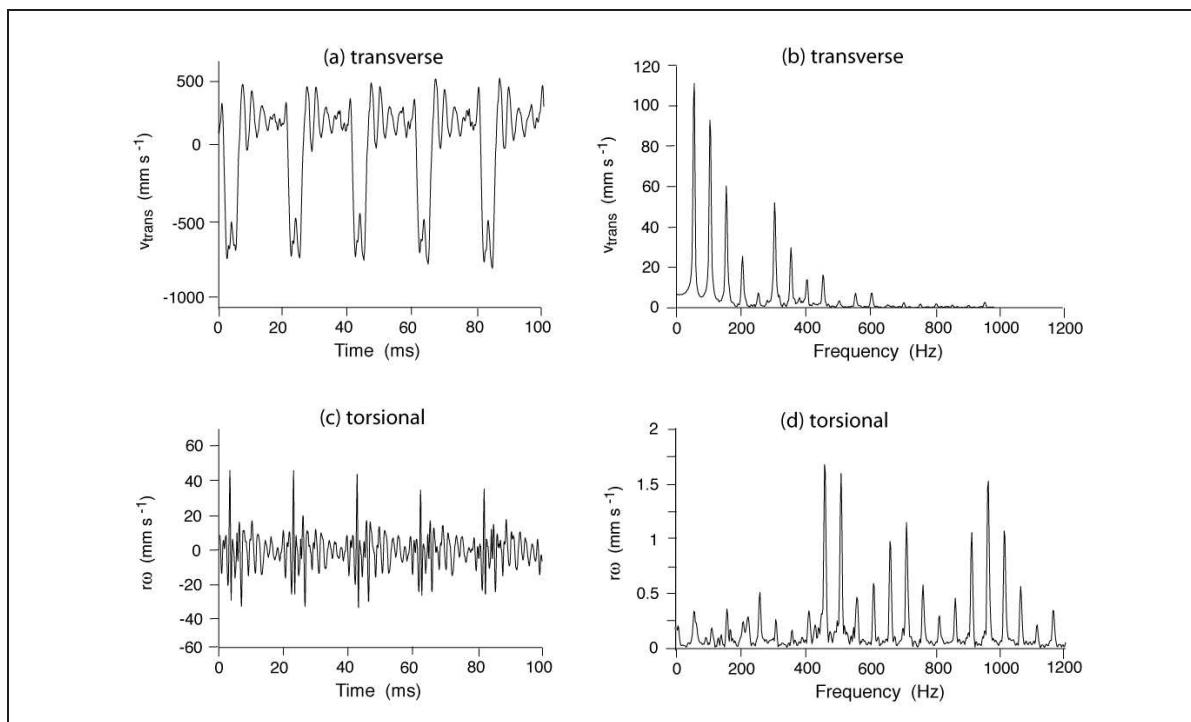 (a) transverse
500
0
-500
-1000
v_trans (mm s⁻¹)
0 20 40 60 80 100
Time (ms)
(b) transverse
120
100
80
60
40
20
0
v_trans (mm s⁻¹)
0 200 400 600 800 1000 1200
Frequency (Hz)
(c) torsional
60
40
20
0
-20
-40
-60
rω (mm s⁻¹)
0 20 40 60 80 100
Time (ms)
(d) torsional
2
1.5
1
0.5
0
rω (mm s⁻¹)
0 200 400 600 800 1000 1200
Frequency (Hz)